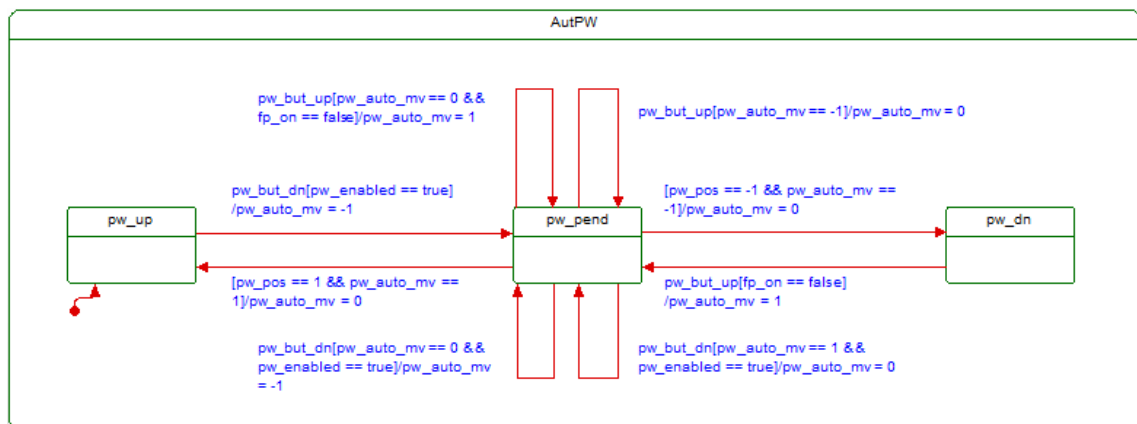 AutPW
pw_but_up[pw_auto_mv == 0 &&
fp_on == false]/pw_auto_mv = 1
pw_but_up[pw_auto_mv == -1]/pw_auto_mv = 0
pw_but_dn[pw_enabled == true]
/pw_auto_mv = -1
[pw_pos == -1 && pw_auto_mv ==
-1]/pw_auto_mv = 0
pw_up
pw_pend
pw_dn
[pw_pos == 1 && pw_auto_mv ==
1]/pw_auto_mv = 0
pw_but_up[fp_on == false]
/pw_auto_mv = 1
pw_but_dn[pw_auto_mv == 0 &&
pw_enabled == true]/pw_auto_mv
= -1
pw_but_dn[pw_auto_mv == 1 &&
pw_enabled == true]/pw_auto_mv = 0